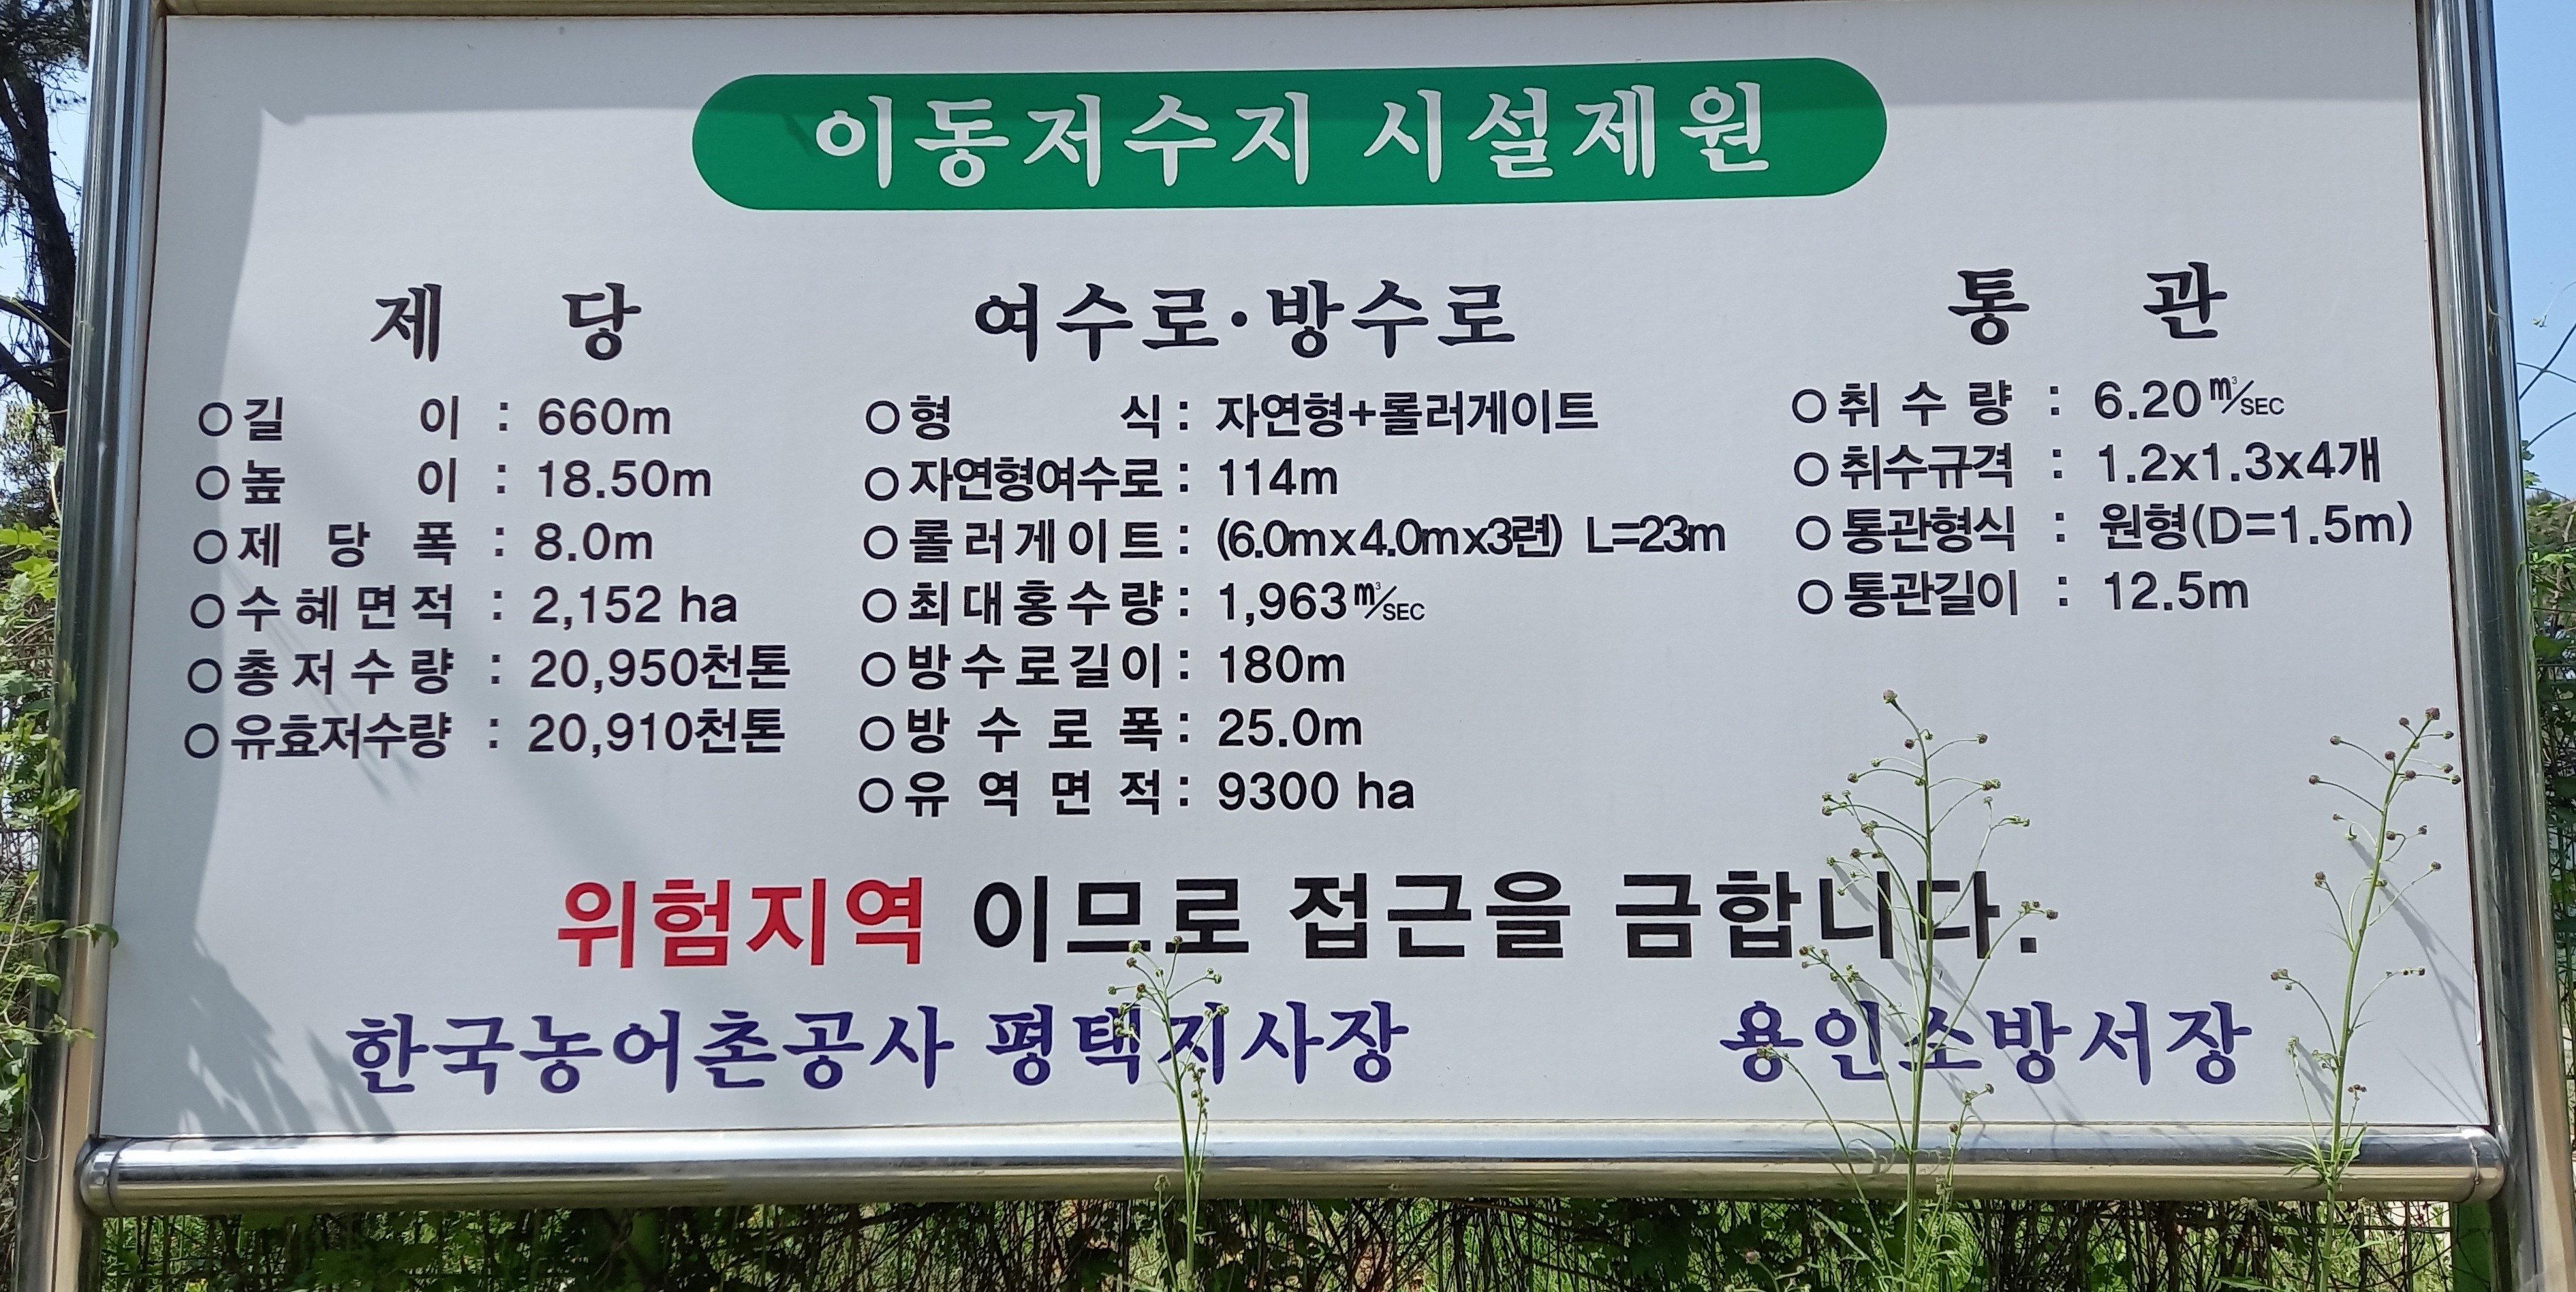 이동저수지 시설제원
제 당
○길 이 : 660m
○높 이 : 18.50m
○제 당 폭 : 8.0m
○수혜면적 : 2,152 ha
○총저수량 : 20,950천톤
○유효저수량 : 20,910천톤
여수로·방수로
○형 식 : 자연형+롤러게이트
○자연형여수로 : 114m
○롤러게이트 : (6.0mx4.0mx3련) L=23m
○최대홍수량 : 1,963㎥/SEC
○방수로길이 : 180m
○방 수 로 폭 : 25.0m
○유 역 면 적 : 9300 ha
통 관
○취 수 량 : 6.20㎥/SEC
○취수규격 : 1.2x1.3x4개
○통관형식 : 원형(D=1.5m)
○통관길이 : 12.5m
위험지역 이므로 접근을 금합니다.
한국농어촌공사 평택지사장 용인소방서장